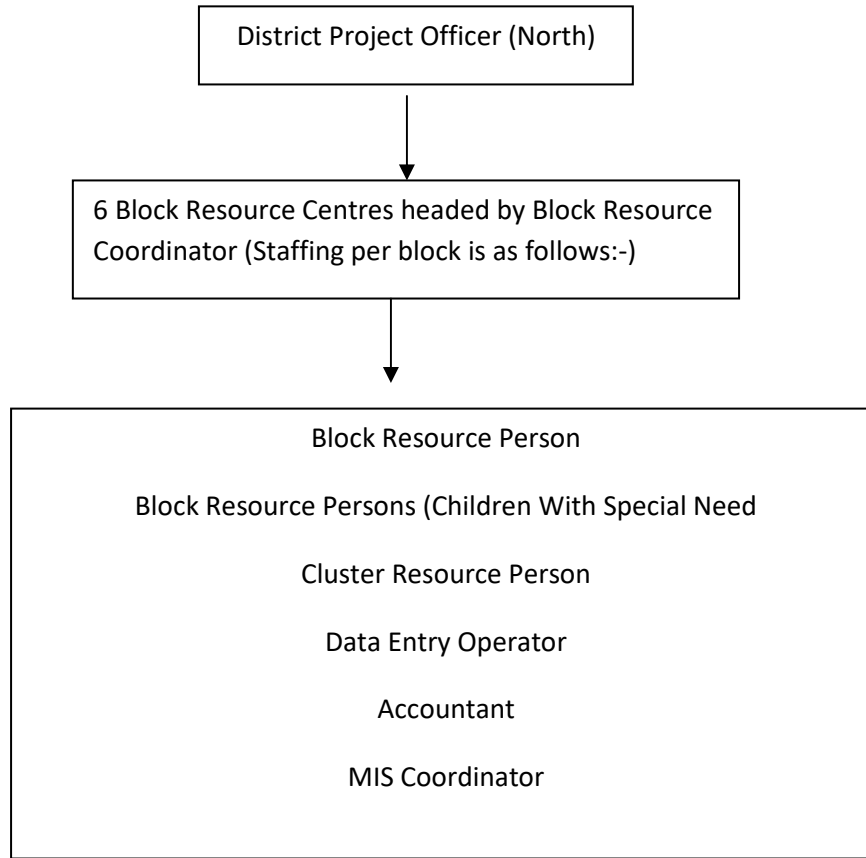 District Project Officer (North)
6 Block Resource Centres headed by Block Resource
Coordinator (Staffing per block is as follows:-)
Block Resource Person
Block Resource Persons (Children With Special Need
Cluster Resource Person
Data Entry Operator
Accountant
MIS Coordinator